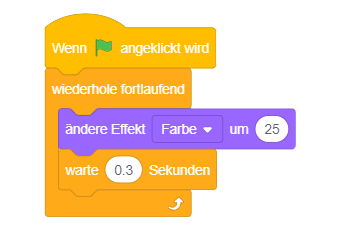 Wenn angeklickt wird
wiederhole fortlaufend
ändere Effekt Farbe um 25
warte 0.3 Sekunden